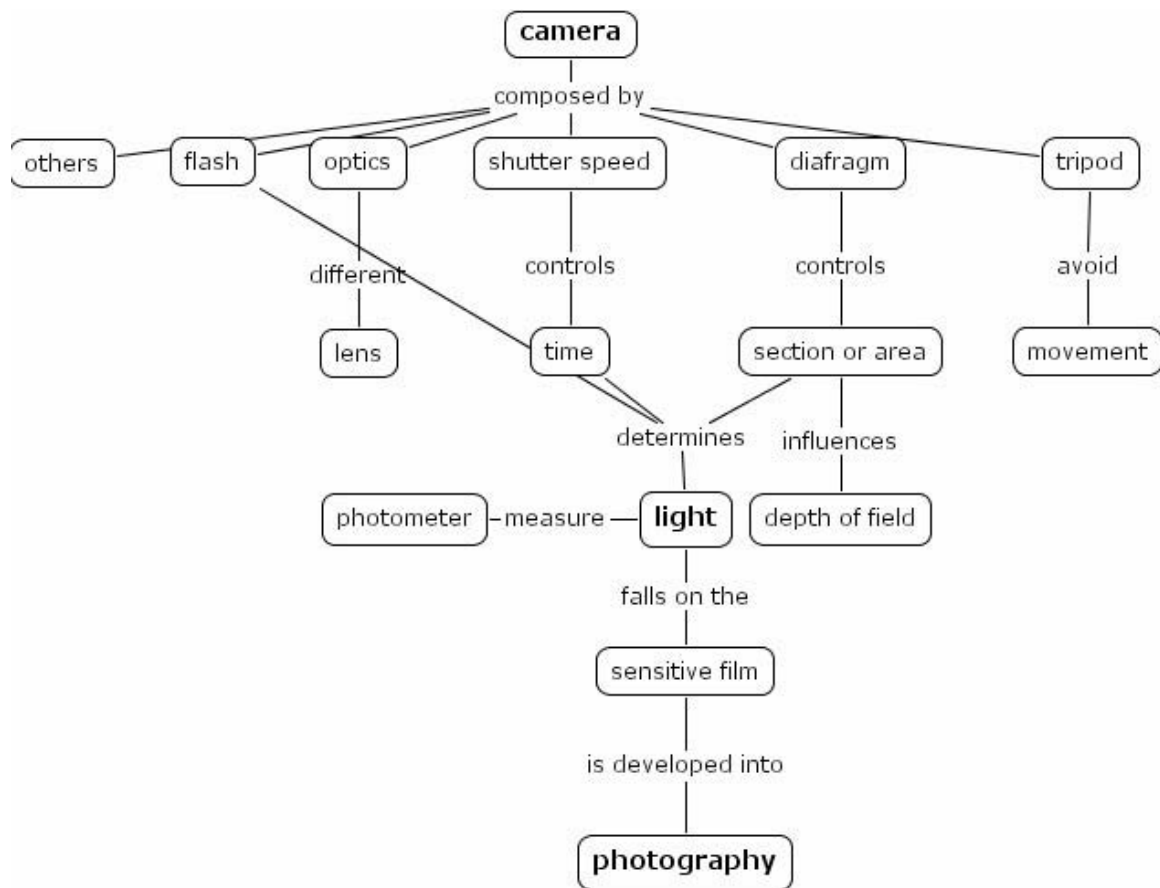 camera
composed by
others flash optics shutter speed diafragm tripod
different controls controls avoid
lens time section or area movement
determines influences
photometer measure light depth of field
falls on the
sensitive film
is developed into
photography